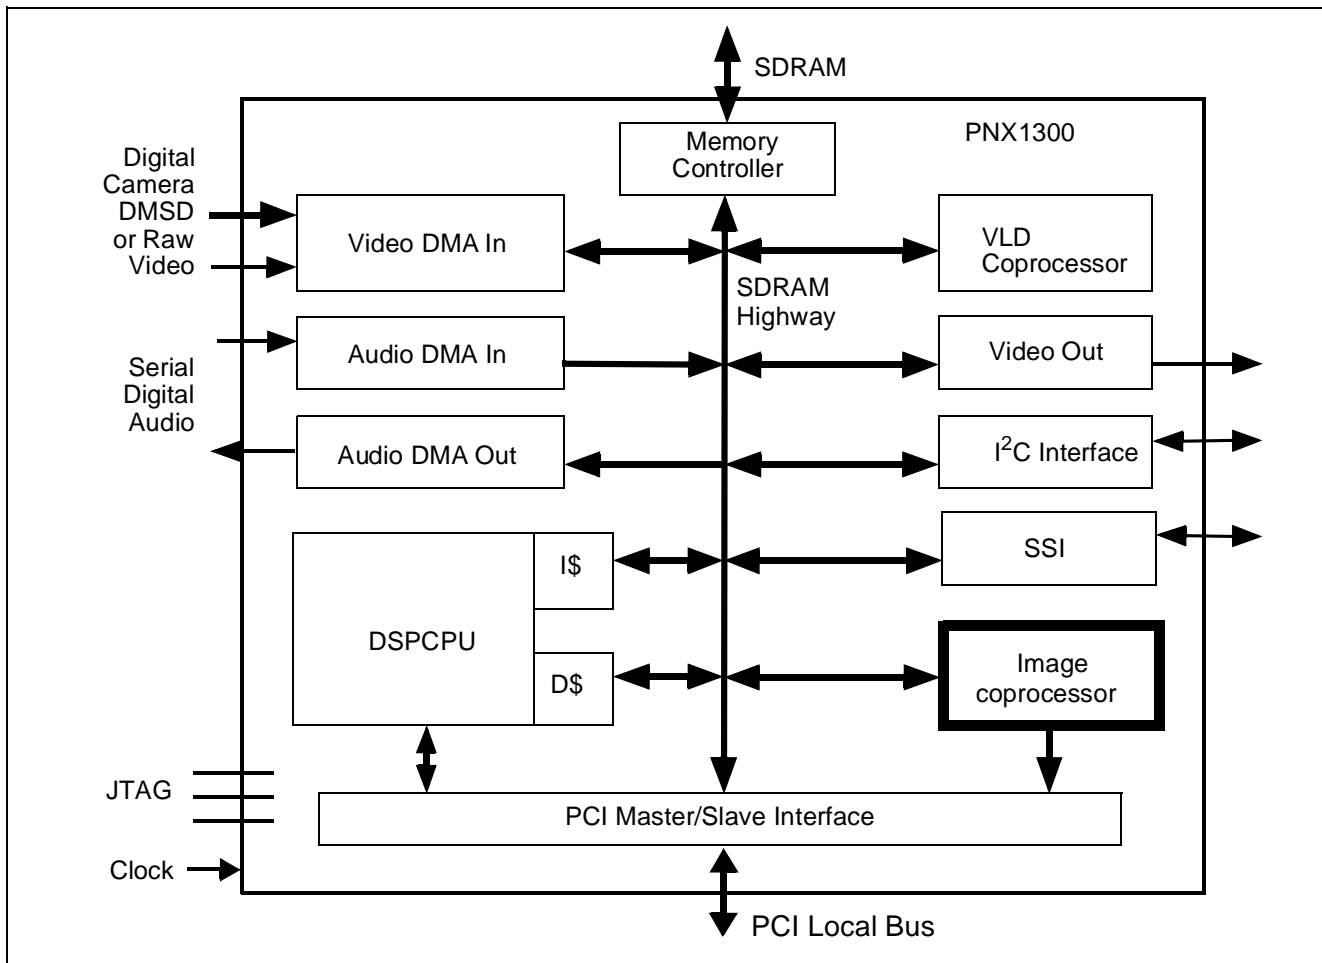 SDRAM
PNX1300
Memory
Controller
Digital
Camera
DMSD
or Raw
Video
Video DMA In
VLD
Coprocessor
SDRAM
Highway
Audio DMA In
Video Out
Serial
Digital
Audio
Audio DMA Out
I²C Interface
I$
SSI
DSPCPU
D$
Image
coprocessor
JTAG
PCI Master/Slave Interface
Clock
PCI Local Bus